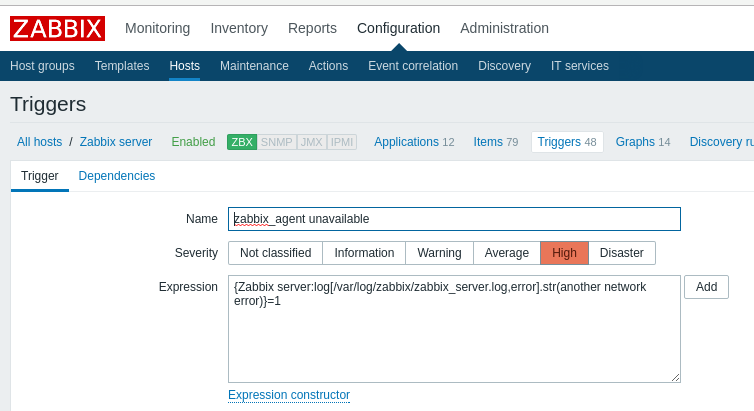 ZABBIX Monitoring Inventory Reports Configuration Administration
Host groups Templates Hosts Maintenance Actions Event correlation Discovery IT services
Triggers
All hosts / Zabbix server Enabled ZBX SNMP JMX IPMI Applications 12 Items 79 Triggers 48 Graphs 14 Discovery ru
Trigger Dependencies
Name zabbix_agent unavailable
Severity Not classified Information Warning Average High Disaster
Expression {Zabbix server:log[/var/log/zabbix/zabbix_server.log,error].str(another network Add
error)}=1
Expression constructor